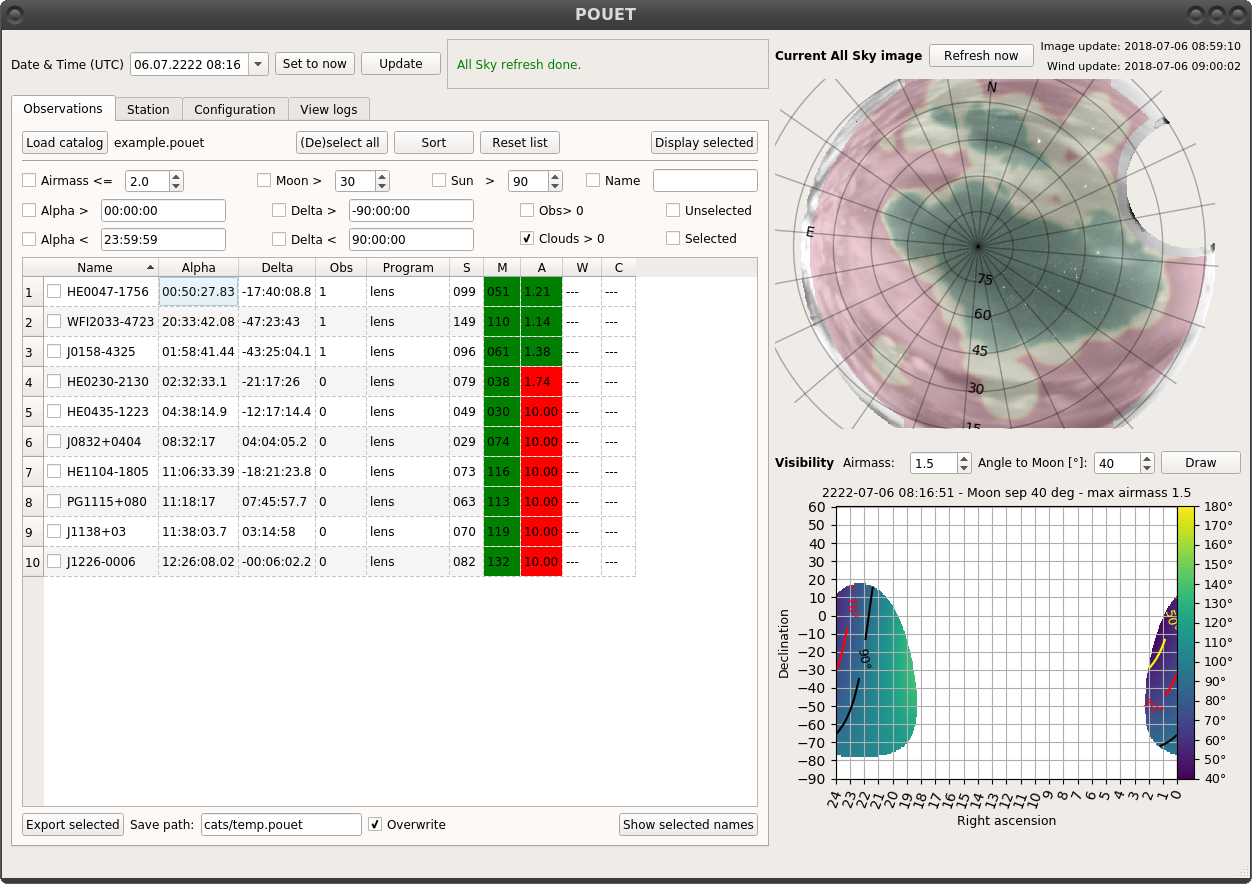 POUET
Date & Time (UTC) 06.07.2222 08:16 Set to now Update All Sky refresh done.
Observations Station Configuration View logs
Load catalog example.pouet (De)select all Sort Reset list Display selected
Airmass <= 2.0 Moon > 30 Sun > 90 Name
Alpha > 00:00:00 Delta > -90:00:00 Obs> 0 Unselected
Alpha < 23:59:59 Delta < 90:00:00 Clouds > 0 Selected
Name Alpha Delta Obs Program S M A W C
1 HE0047-1756 00:50:27.83 -17:40:08.8 1 lens 099 051 1.21 --- ---
2 WFI2033-4723 20:33:42.08 -47:23:43 1 lens 149 110 1.14 --- ---
3 J0158-4325 01:58:41.44 -43:25:04.1 1 lens 096 061 1.38 --- ---
4 HE0230-2130 02:32:33.1 -21:17:26 0 lens 079 038 1.74 --- ---
5 HE0435-1223 04:38:14.9 -12:17:14.4 0 lens 049 030 10.00 --- ---
6 J0832+0404 08:32:17 04:04:05.2 0 lens 029 074 10.00 --- ---
7 HE1104-1805 11:06:33.39 -18:21:23.8 0 lens 073 116 10.00 --- ---
8 PG1115+080 11:18:17 07:45:57.7 0 lens 063 113 10.00 --- ---
9 J1138+03 11:38:03.7 03:14:58 0 lens 070 119 10.00 --- ---
10 J1226-0006 12:26:08.02 -00:06:02.2 0 lens 082 132 10.00 --- ---
Export selected Save path: cats/temp.pouet Overwrite Show selected names
Current All Sky image Refresh now
Image update: 2018-07-06 08:59:10
Wind update: 2018-07-06 09:00:02
N
E
75
60
45
30
15
Visibility Airmass: 1.5 Angle to Moon [°]: 40 Draw
2222-07-06 08:16:51 - Moon sep 40 deg - max airmass 1.5
60
50
40
30
20
10
0
−10
−20
−30
−40
−50
−60
−70
−80
−90
Declination
90°
50°
180°
170°
160°
150°
140°
130°
120°
110°
100°
90°
80°
70°
60°
50°
40°
24 23 22 21 20 19 18 17 16 15 14 13 12 11 10 9 8 7 6 5 4 3 2 1 0
Right ascension